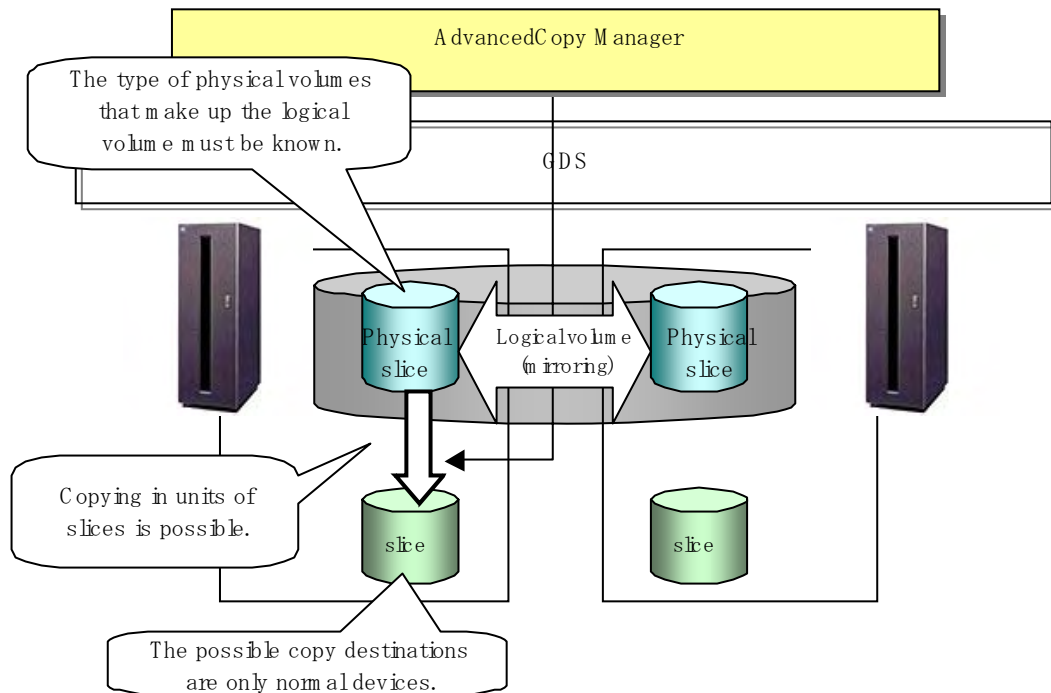 AdvancedCopy Manager
The type of physical volumes
that make up the logical
volume must be known.
GDS
Physical
slice
Logical volume
(mirroring)
Physical
slice
Copying in units of
slices is possible.
slice
slice
The possible copy destinations
are only normal devices.